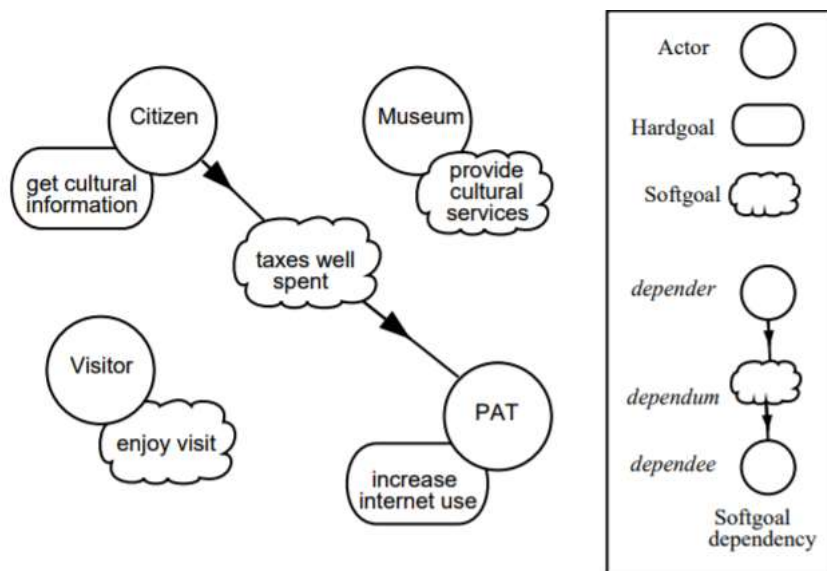 Citizen
get cultural
information
Museum
provide
cultural
services
taxes well
spent
Visitor
enjoy visit
PAT
increase
internet use
Actor
Hardgoal
Softgoal
depender
dependum
dependee
Softgoal
dependency